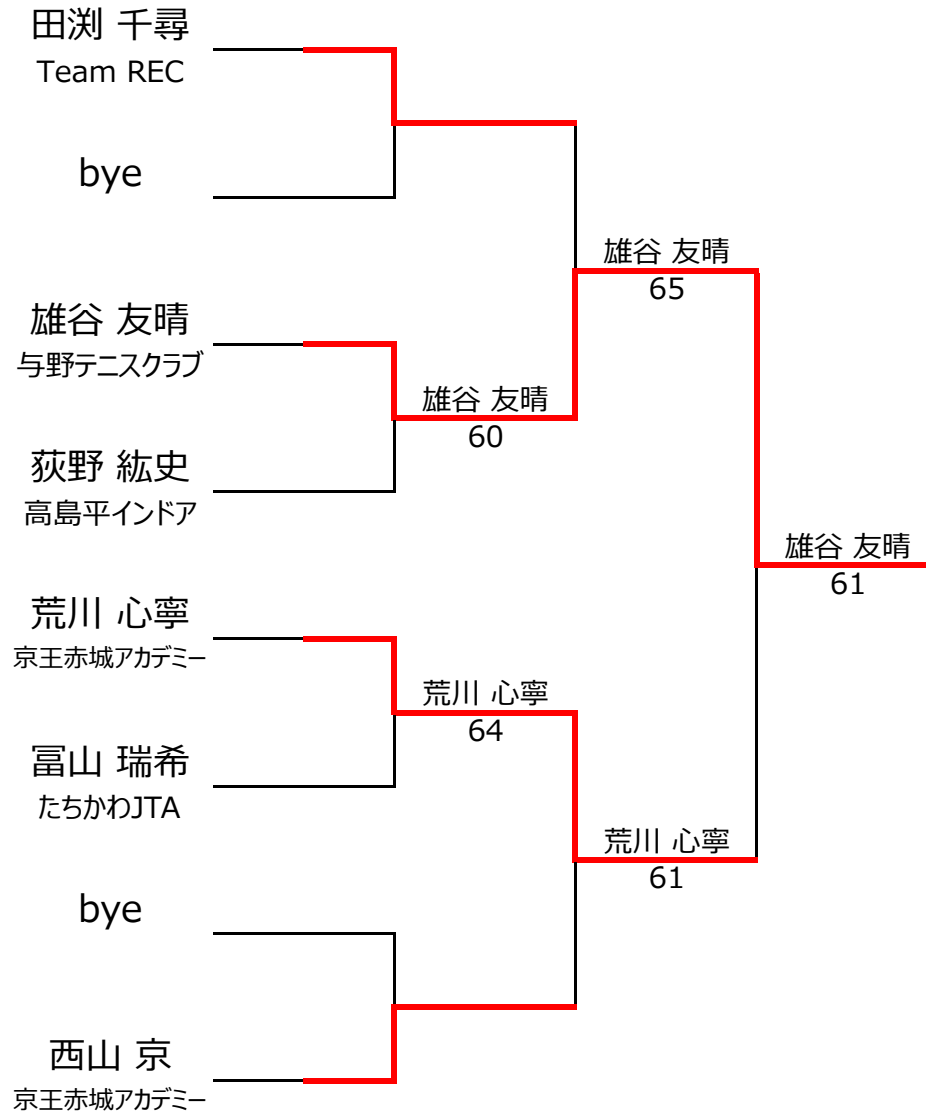 田渕 千尋
Team REC
bye
雄谷 友晴
65
雄谷 友晴
与野テニスクラブ
雄谷 友晴
60
荻野 紘史
高島平インドア
雄谷 友晴
61
荒川 心寧
京王赤城アカデミー
荒川 心寧
64
冨山 瑞希
たちかわJTA
荒川 心寧
61
bye
西山 京
京王赤城アカデミー